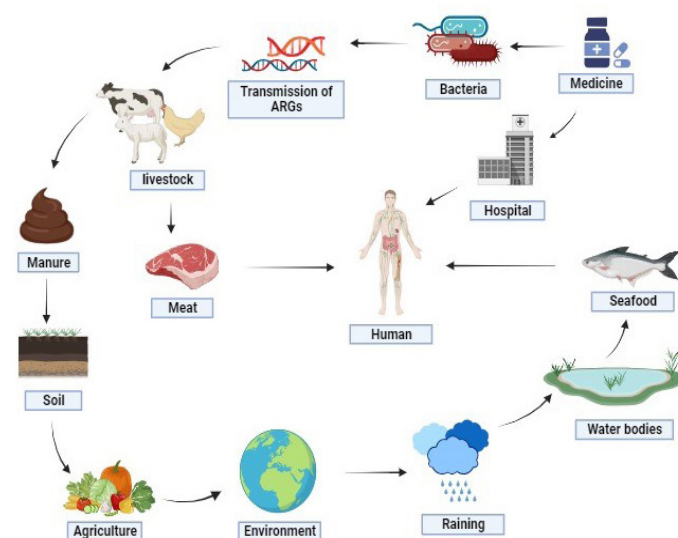 Transmission of
ARGs
Bacteria
Medicine
livestock
Hospital
Manure
Meat
Human
Seafood
Soil
Water bodies
Agriculture
Environment
Raining